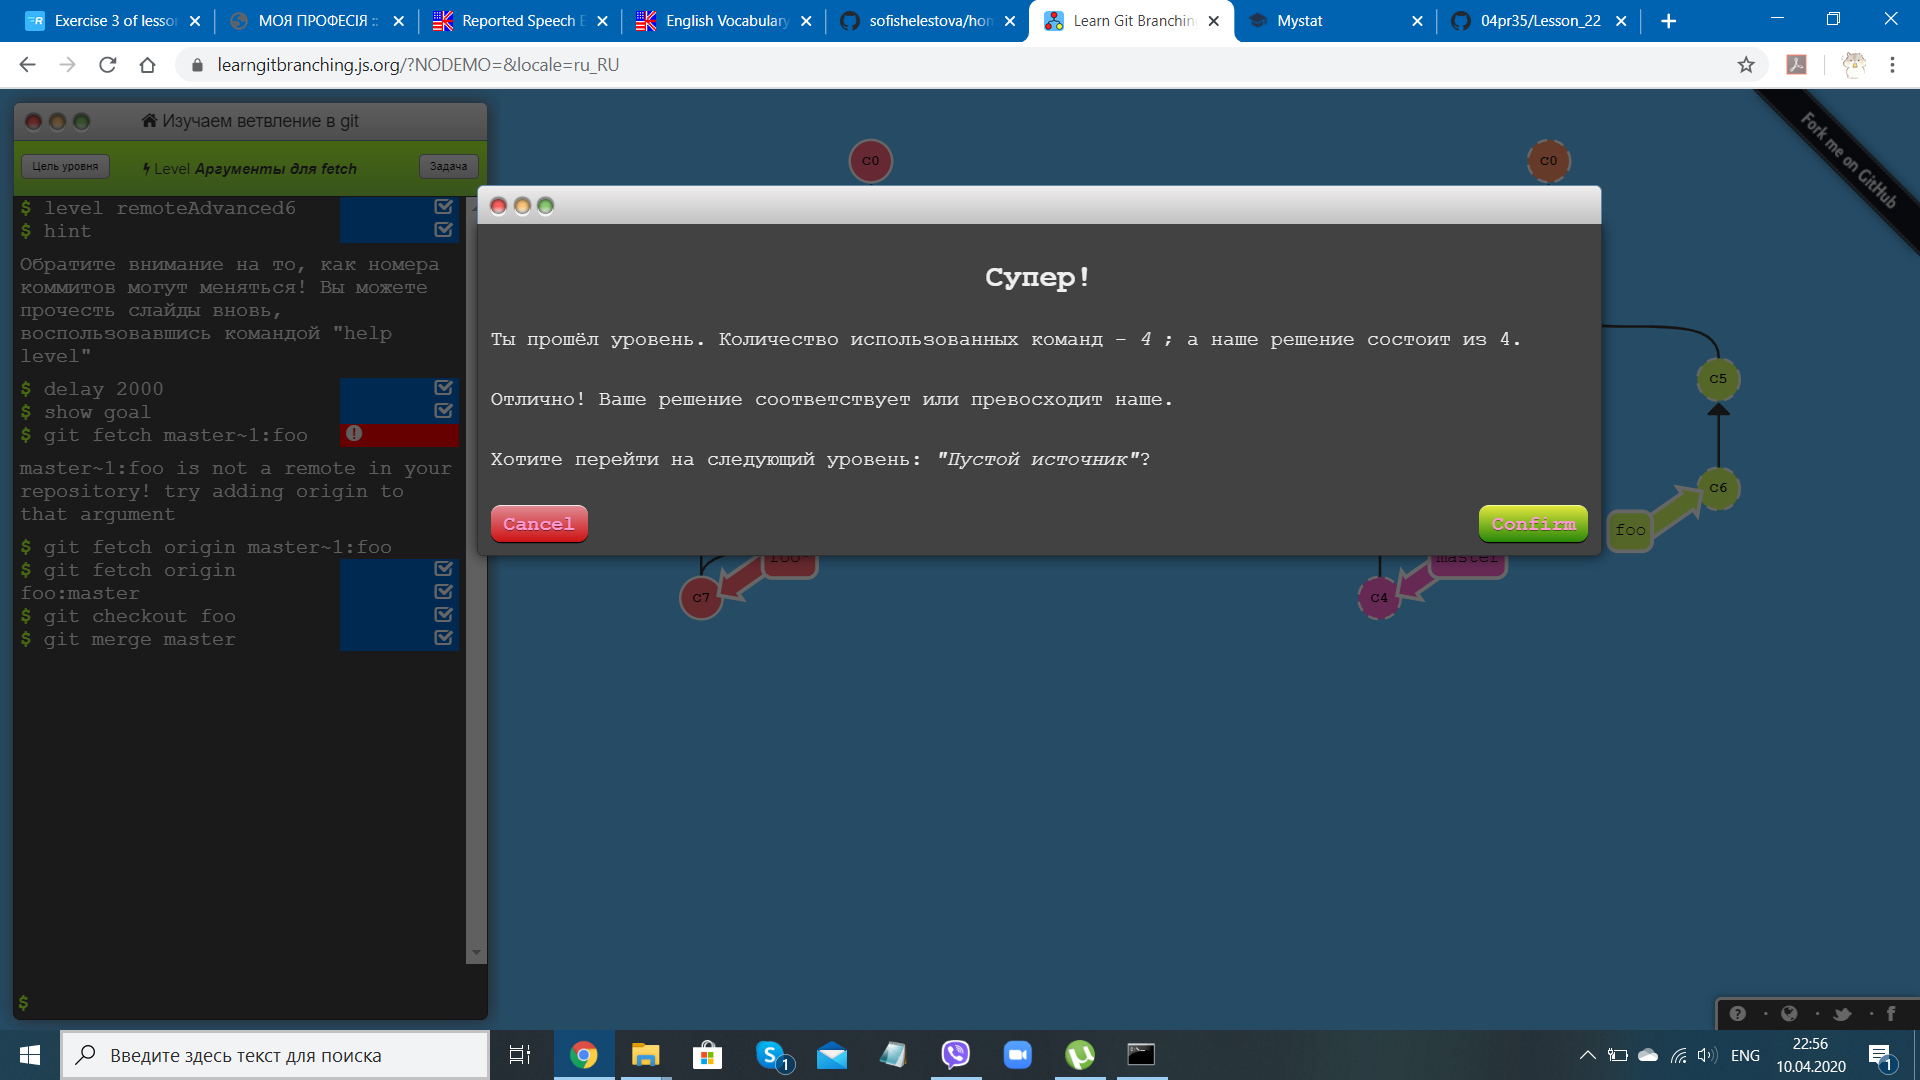 Exercise 3 of lesson
МОЯ ПРОФЕСІЯ ::
Reported Speech E
English Vocabulary
sofishelestova/hom
Learn Git Branching
Mystat
04pr35/Lesson_22
learngitbranching.js.org/?NODEMO=&locale=ru_RU
Изучаем ветвление в git
Цель уровня
Level Аргументы для fetch
Задача
$ level remoteAdvanced6
$ hint
Обратите внимание на то, как номера
коммитов могут меняться! Вы можете
прочесть слайды вновь,
воспользовавшись командой "help
level"
$ delay 2000
$ show goal
$ git fetch master~1:foo
master~1:foo is not a remote in your
repository! try adding origin to
that argument
$ git fetch origin master~1:foo
$ git fetch origin
foo:master
$ git checkout foo
$ git merge master
$
c0
c0
Fork me on GitHub
Супер!
Ты прошёл уровень. Количество использованных команд – 4 ; а наше решение состоит из 4.
Отлично! Ваше решение соответствует или превосходит наше.
Хотите перейти на следующий уровень: "Пустой источник"?
Cancel
Confirm
c5
c6
foo
foo*
c7
master
c4
Введите здесь текст для поиска
1
ENG
22:56
10.04.2020
1